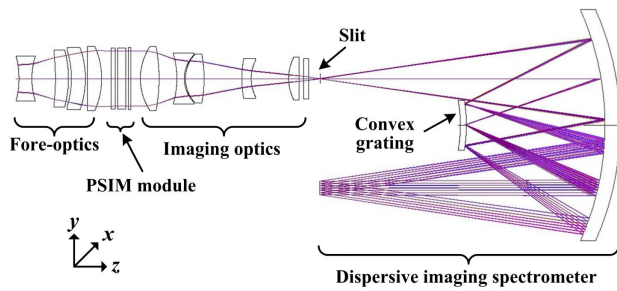 Slit
Convex
grating
Fore-optics
Imaging optics
PSIM module
y
x
z
Dispersive imaging spectrometer